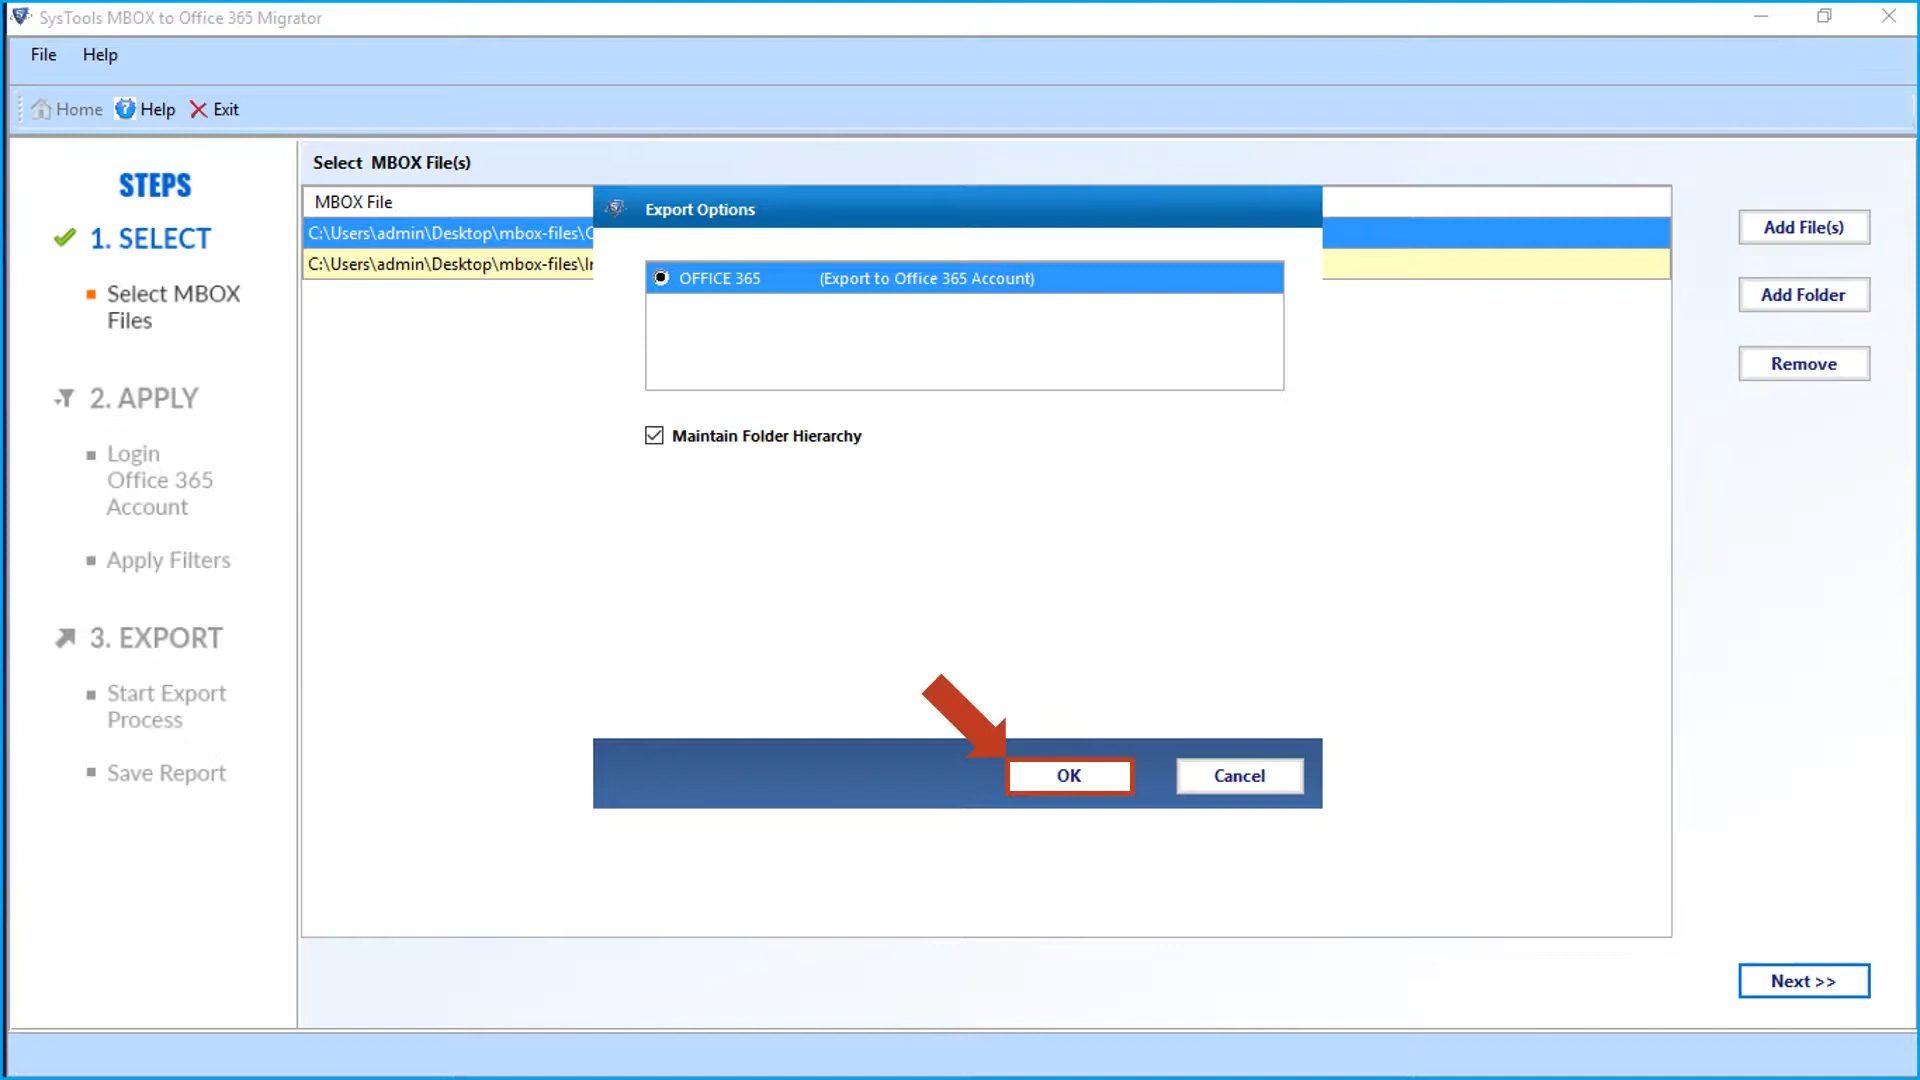 SysTools MBOX to Office 365 Migrator
File Help
Home Help Exit
STEPS
1. SELECT
Select MBOX
Files
2. APPLY
Login
Office 365
Account
Apply Filters
3. EXPORT
Start Export
Process
Save Report
Select MBOX File(s)
MBOX File
C:\Users\admin\Desktop\mbox-files\
C:\Users\admin\Desktop\mbox-files\
Export Options
OFFICE 365 (Export to Office 365 Account)
Maintain Folder Hierarchy
OK
Cancel
Add File(s)
Add Folder
Remove
Next >>